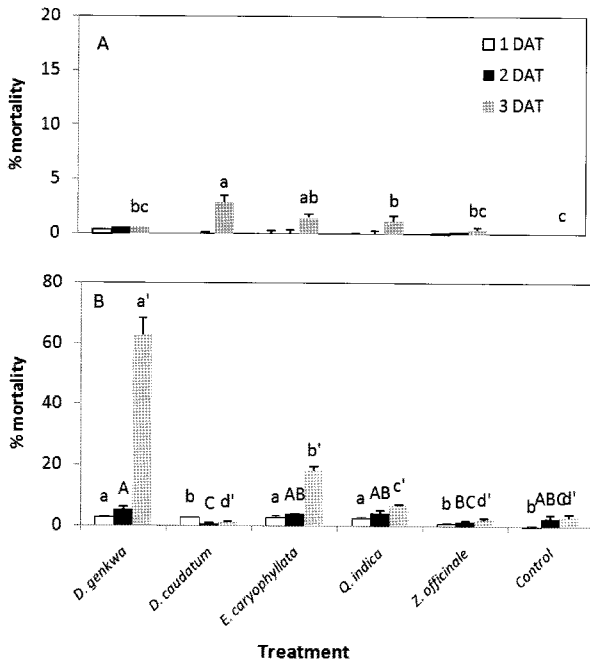 20
A
1 DAT
15
2 DAT
3 DAT
% mortality
10
5
a
bc
ab
b
bc
c
0
80
B
a'
60
% mortality
40
20
b'
a A
b C d'
a AB
a AB c'
b BC d'
b ABC d'
0
D. genkwa
D. caudatum
E. caryophyllata
Q. indica
Z. officinale
Control
Treatment